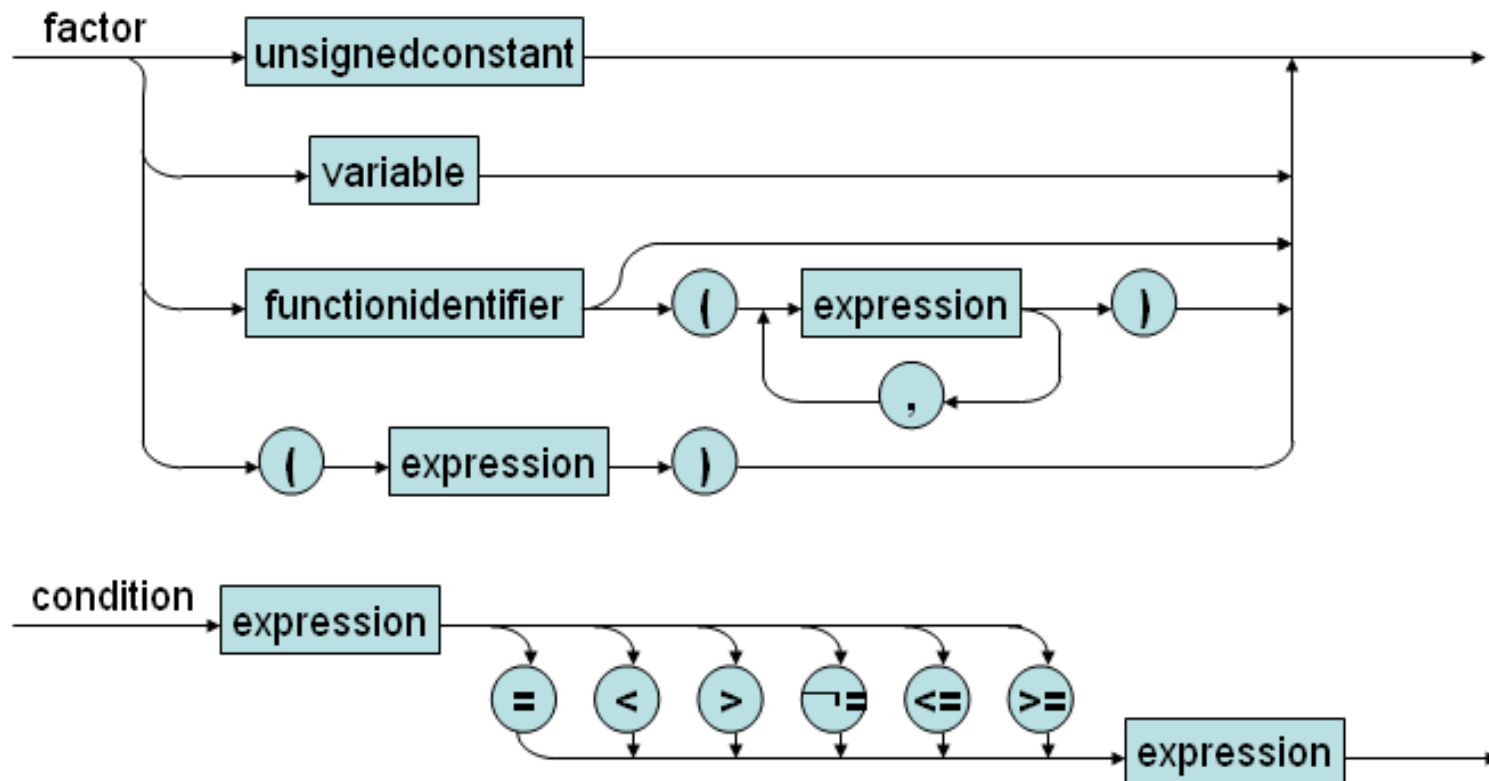 factor
unsignedconstant
variable
functionidentifier ( expression )
,
( expression )
condition
expression
= < > ¬= <= >=
expression